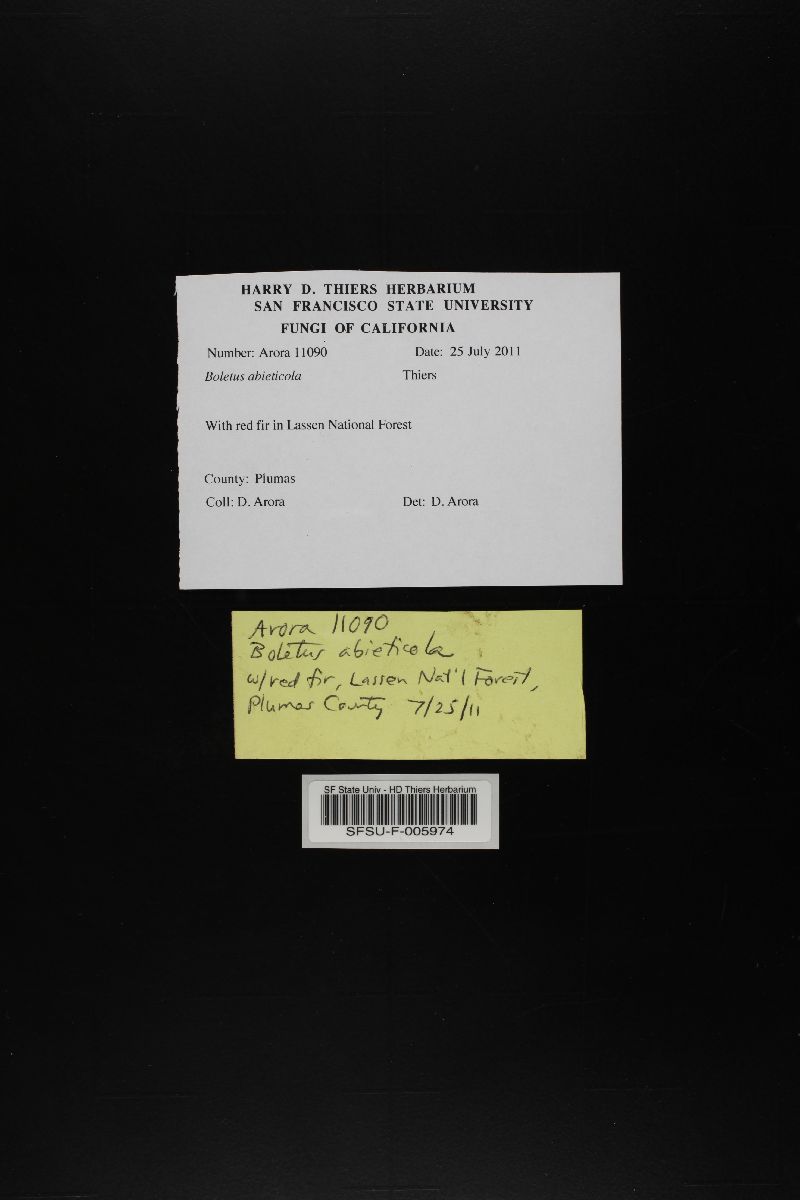 HARRY D. THIERS HERBARIUM
SAN FRANCISCO STATE UNIVERSITY
FUNGI OF CALIFORNIA
Number: Arora 11090 Date: 25 July 2011
Boletus abieticola Thiers
With red fir in Lassen National Forest
County: Plumas
Coll: D. Arora Det: D. Arora
Arora 11090
Boletus abieticola
w/red fir, Lassen Nat'l Forest,
Plumas County 7/25/11
SF State Univ - HD Thiers Herbarium
SFSU-F-005974